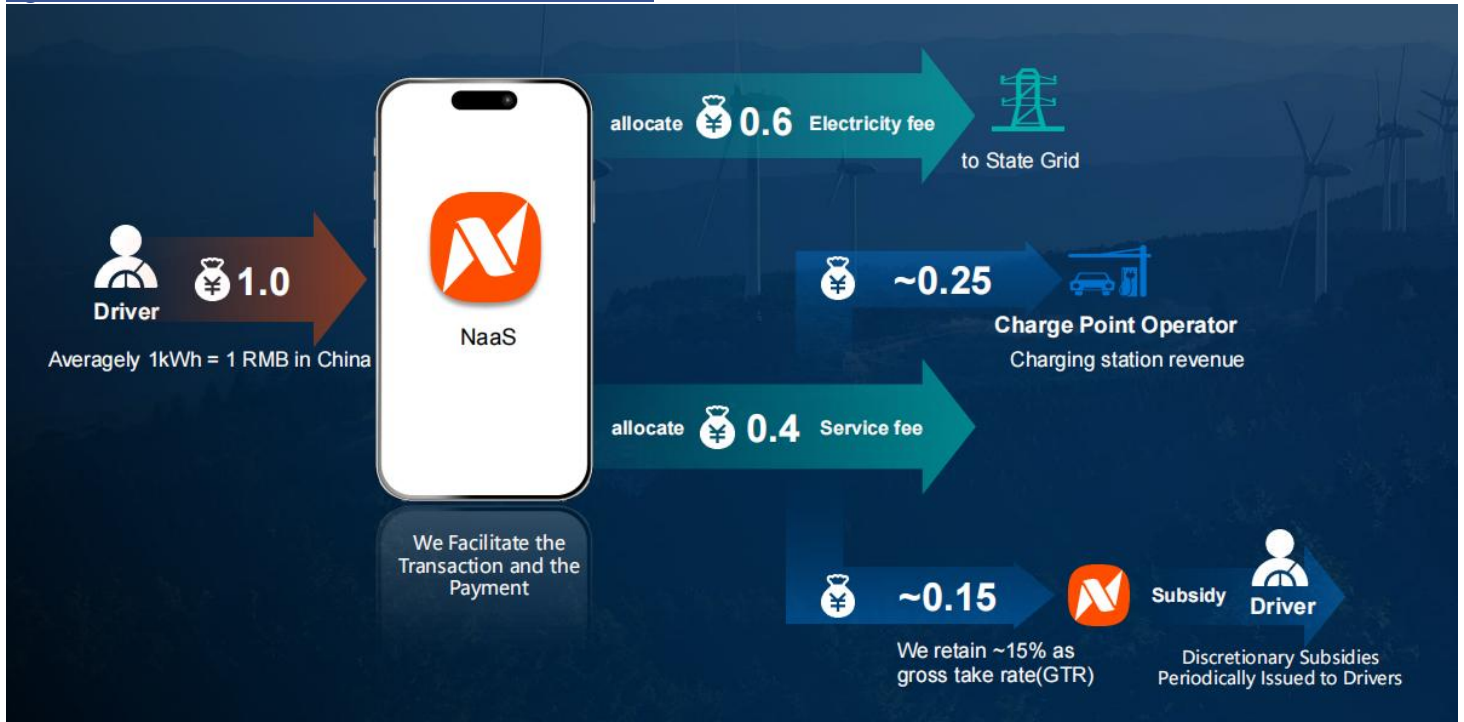 allocate ¥ 0.6 Electricity fee
to State Grid
Driver
¥ 1.0
Averagely 1kWh = 1 RMB in China
NaaS
¥ ~0.25
Charge Point Operator
Charging station revenue
allocate ¥ 0.4 Service fee
We Facilitate the
Transaction and the
Payment
¥ ~0.15
Subsidy
Driver
We retain ~15% as
gross take rate(GTR)
Discretionary Subsidies
Periodically Issued to Drivers